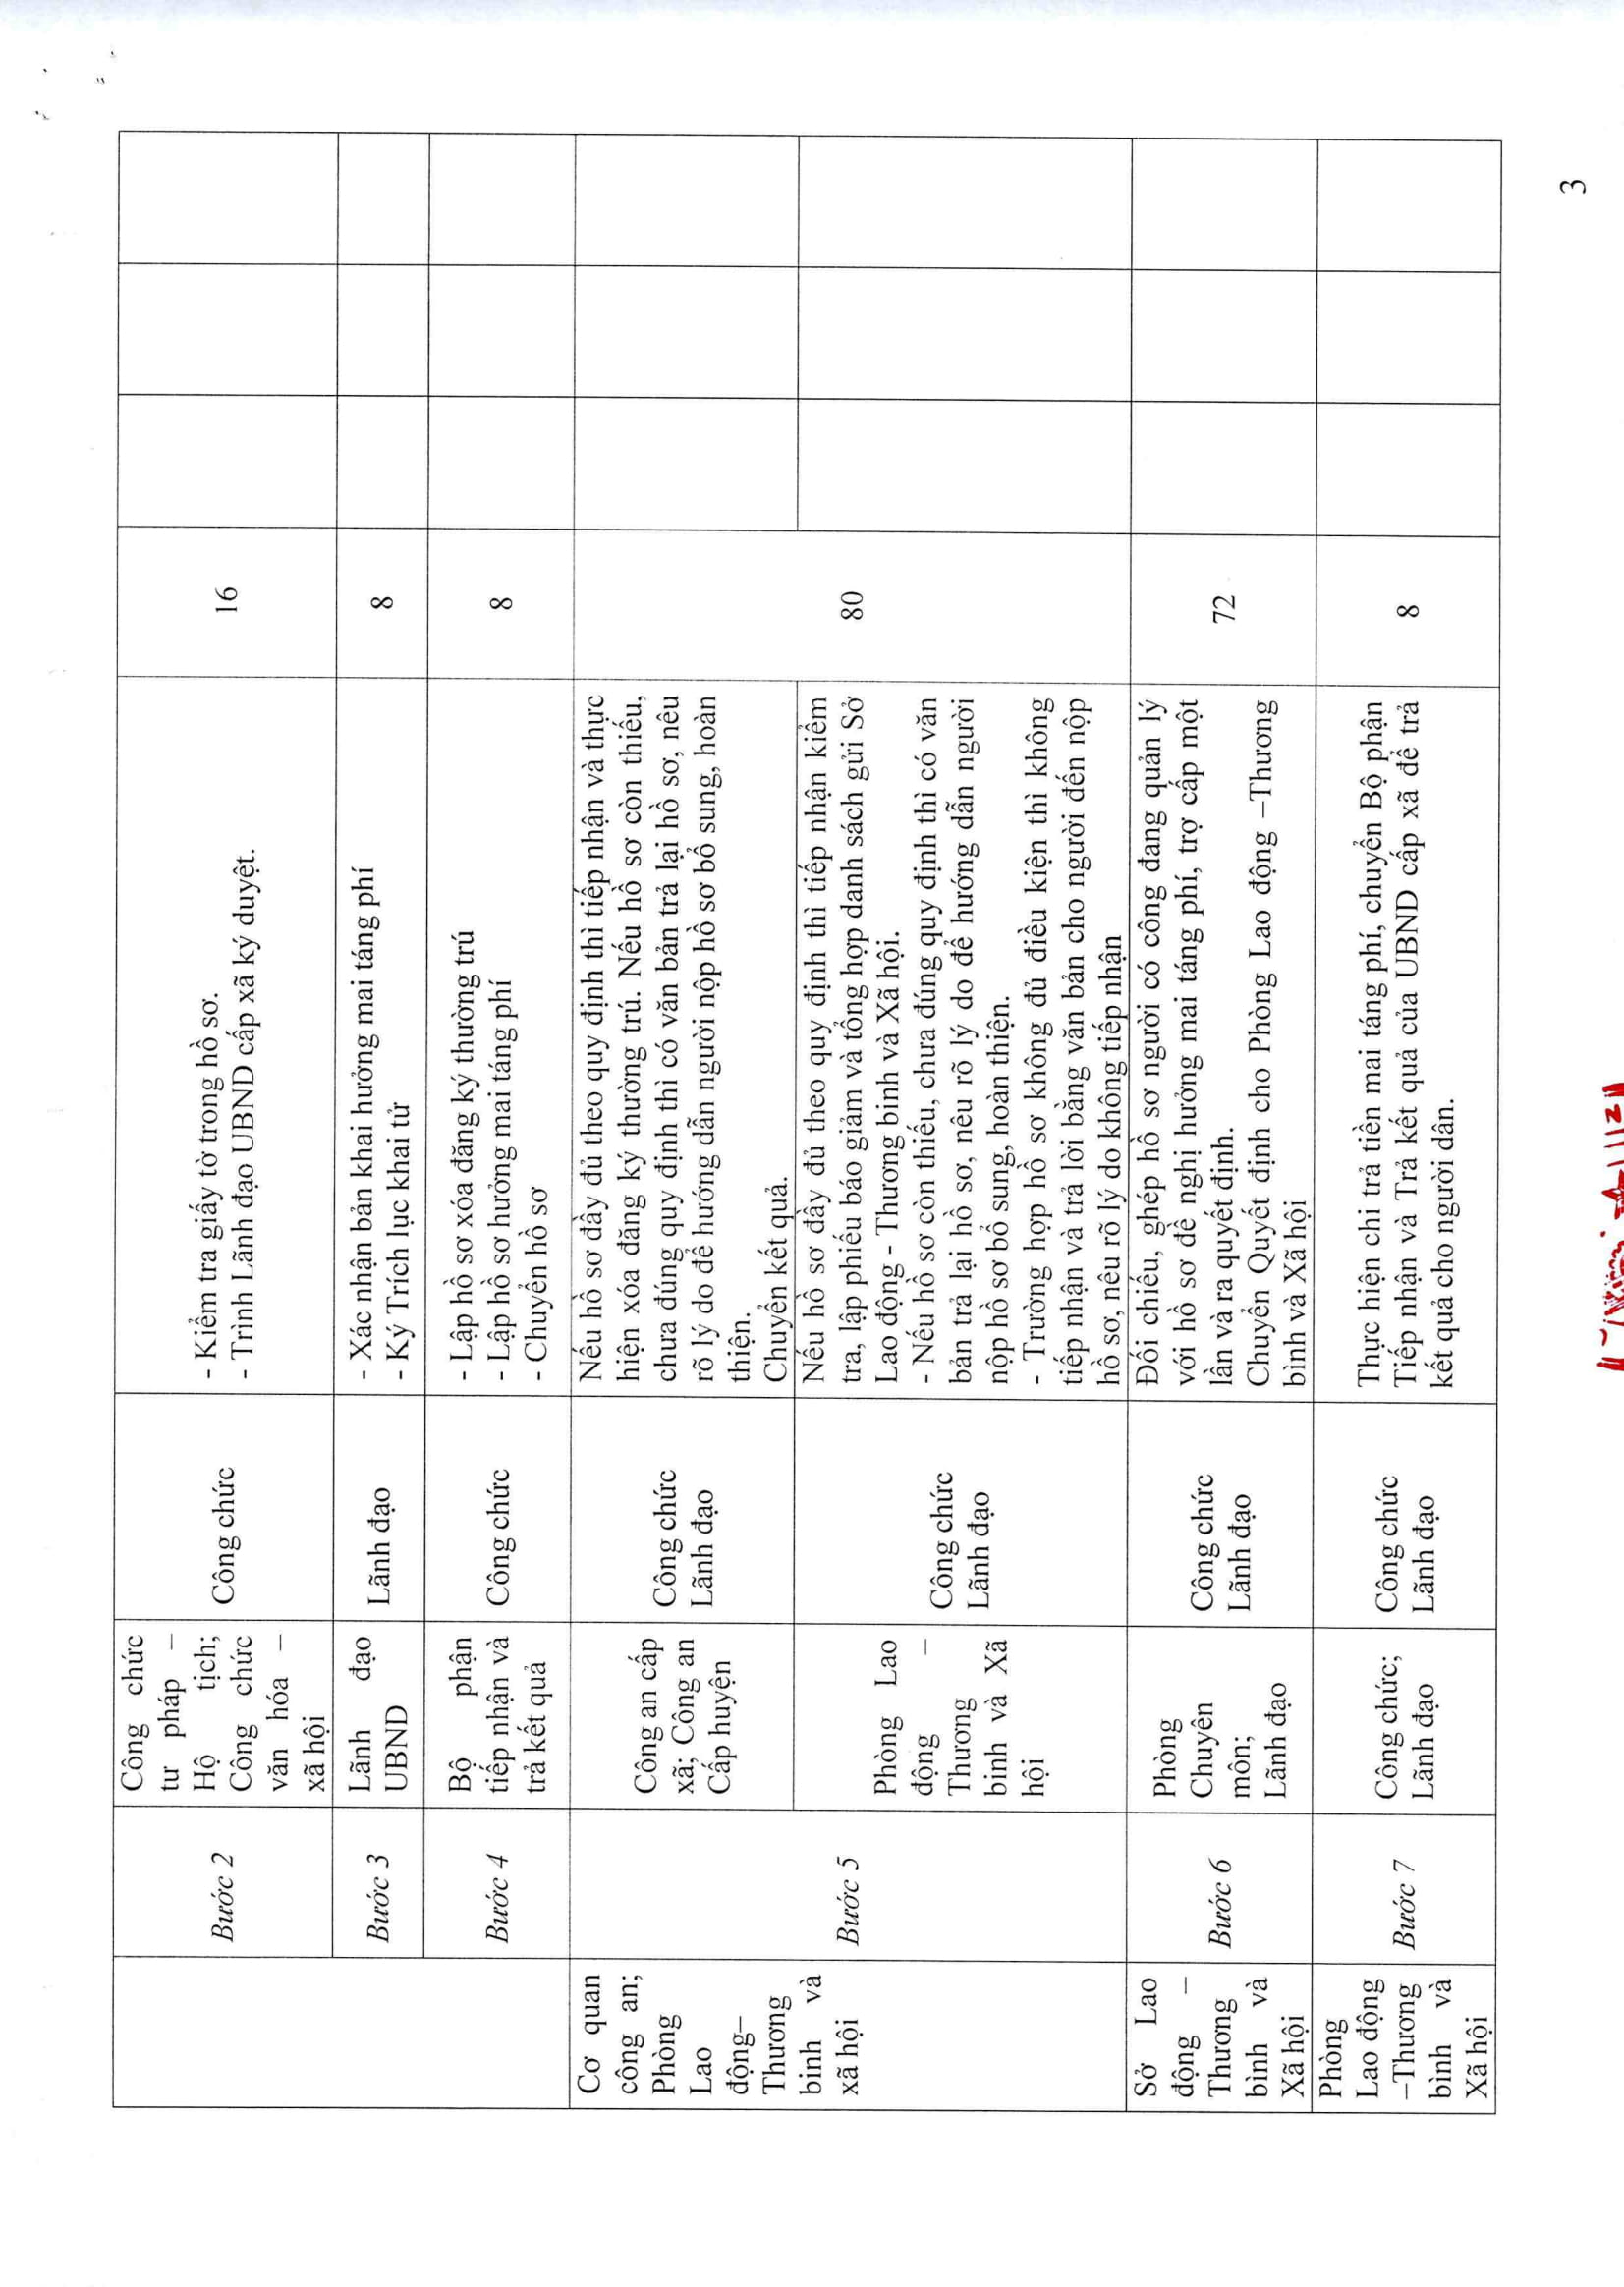 Bước 2
Công chức
tư pháp –
Hộ tịch;
Công chức
văn hóa –
xã hội
Công chức
- Kiểm tra giấy tờ trong hồ sơ.
- Trình Lãnh đạo UBND cấp xã ký duyệt.
16
Bước 3
Lãnh đạo
UBND
Lãnh đạo
- Xác nhận bản khai hưởng mai táng phí
- Ký Trích lục khai tử
8
Bước 4
Bộ phận
tiếp nhận và
trả kết quả
Công chức
- Lập hồ sơ xóa đăng ký thường trú
- Lập hồ sơ hưởng mai táng phí
- Chuyển hồ sơ
8
Cơ quan
công an;
Phòng
Lao
động–
Thương
binh và
xã hội
Bước 5
Công an cấp
xã; Công an
Cấp huyện
Công chức
Lãnh đạo
Nếu hồ sơ đầy đủ theo quy định thì tiếp nhận và thực
hiện xóa đăng ký thường trú. Nếu hồ sơ còn thiếu,
chưa đúng quy định thì có văn bản trả lại hồ sơ, nêu
rõ lý do để hướng dẫn người nộp hồ sơ bổ sung, hoàn
thiện.
Chuyển kết quả.
80
Phòng Lao
động –
Thương
binh và Xã
hội
Công chức
Lãnh đạo
Nếu hồ sơ đầy đủ theo quy định thì tiếp nhận kiểm
tra, lập phiếu báo giảm và tổng hợp danh sách gửi Sở
Lao động - Thương binh và Xã hội.
- Nếu hồ sơ còn thiếu, chưa đúng quy định thì có văn
bản trả lại hồ sơ, nêu rõ lý do để hướng dẫn người
nộp hồ sơ bổ sung, hoàn thiện.
- Trường hợp hồ sơ không đủ điều kiện thì không
tiếp nhận và trả lời bằng văn bản cho người đến nộp
hồ sơ, nêu rõ lý do không tiếp nhận
Sở Lao
động –
Thương
bình và
Xã hội
Bước 6
Phòng
Chuyên
môn;
Lãnh đạo
Công chức
Lãnh đạo
Đối chiếu, ghép hồ sơ người có công đang quản lý
với hồ sơ đề nghị hưởng mai táng phí, trợ cấp một
lần và ra quyết định.
Chuyển Quyết định cho Phòng Lao động –Thương
bình và Xã hội
72
Phòng
Lao động
–Thương
bình và
Xã hội
Bước 7
Công chức;
Lãnh đạo
Công chức
Lãnh đạo
Thực hiện chi trả tiền mai táng phí, chuyển Bộ phận
Tiếp nhận và Trả kết quả của UBND cấp xã để trả
kết quả cho người dân.
8
3